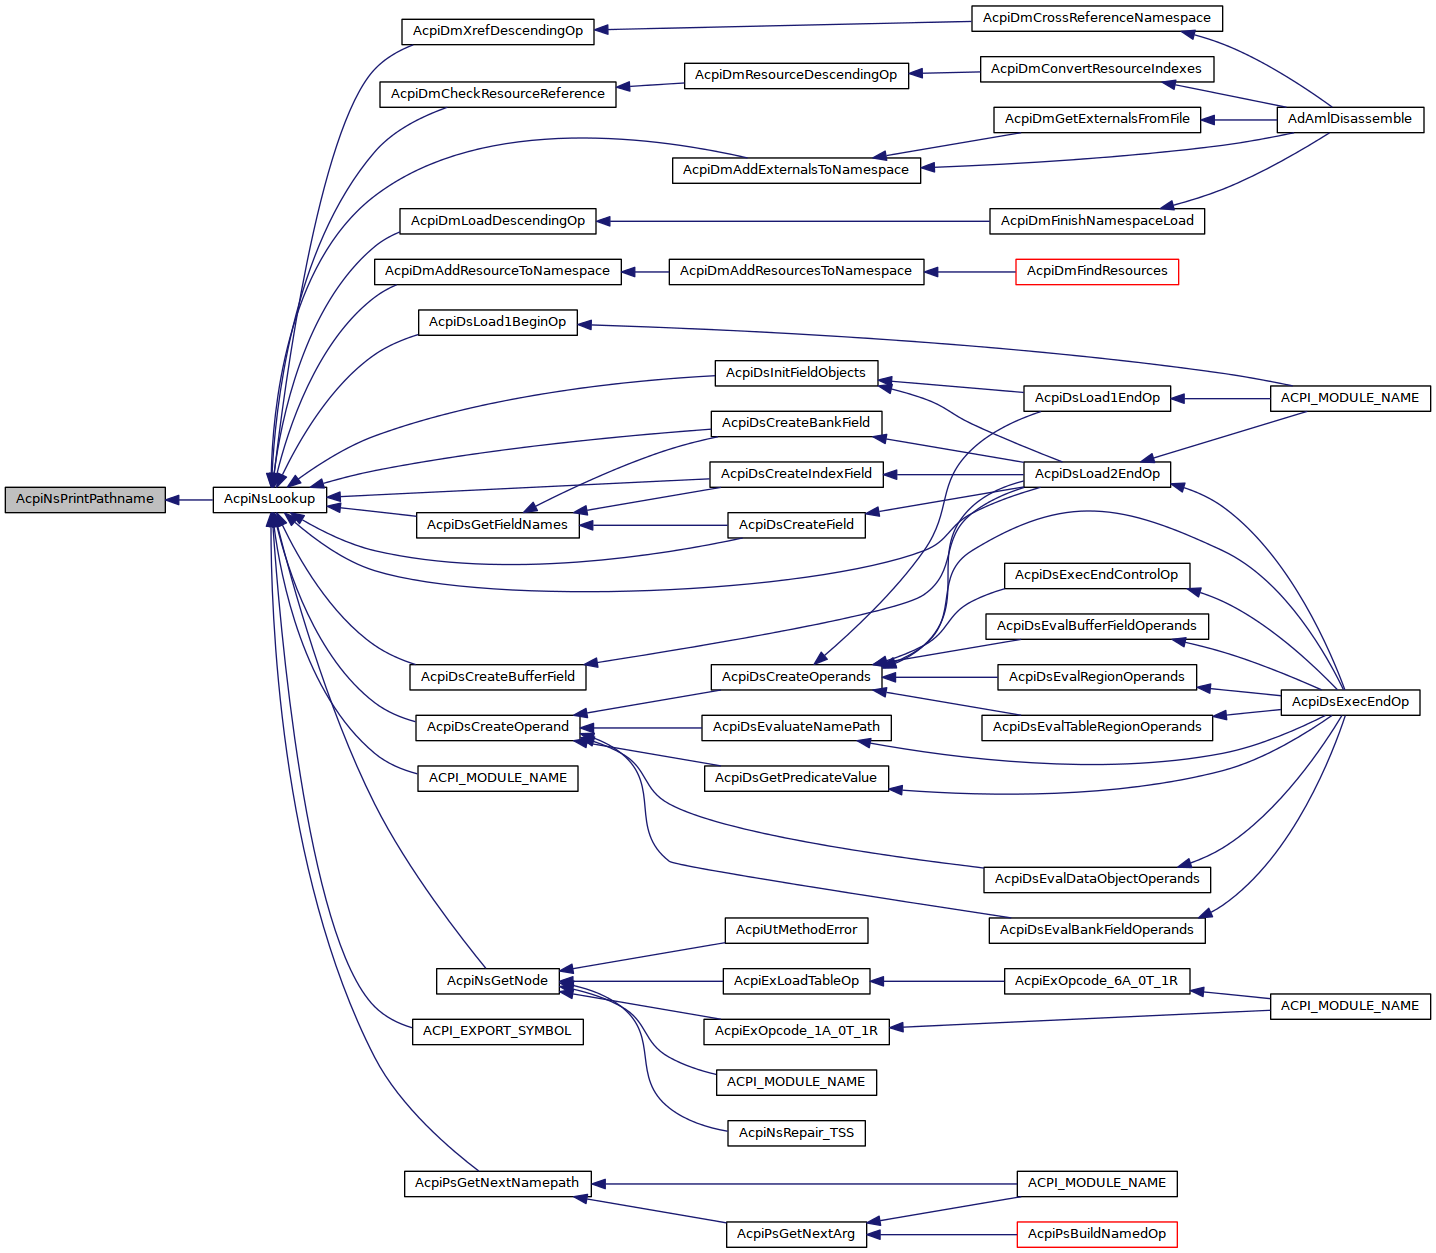 AcpiDmCrossReferenceNamespace
AcpiDmXrefDescendingOp
AcpiDmConvertResourceIndexes
AcpiDmResourceDescendingOp
AcpiDmCheckResourceReference
AcpiDmGetExternalsFromFile
AdAmlDisassemble
AcpiDmAddExternalsToNamespace
AcpiDmLoadDescendingOp
AcpiDmFinishNamespaceLoad
AcpiDmAddResourceToNamespace
AcpiDmAddResourcesToNamespace
AcpiDmFindResources
AcpiDsLoad1BeginOp
AcpiDsInitFieldObjects
AcpiDsLoad1EndOp
ACPI_MODULE_NAME
AcpiDsCreateBankField
AcpiDsCreateIndexField
AcpiDsLoad2EndOp
AcpiNsPrintPathname
AcpiNsLookup
AcpiDsGetFieldNames
AcpiDsCreateField
AcpiDsExecEndControlOp
AcpiDsEvalBufferFieldOperands
AcpiDsCreateBufferField
AcpiDsCreateOperands
AcpiDsEvalRegionOperands
AcpiDsExecEndOp
AcpiDsCreateOperand
AcpiDsEvaluateNamePath
AcpiDsEvalTableRegionOperands
ACPI_MODULE_NAME
AcpiDsGetPredicateValue
AcpiDsEvalDataObjectOperands
AcpiUtMethodError
AcpiDsEvalBankFieldOperands
AcpiNsGetNode
AcpiExLoadTableOp
AcpiExOpcode_6A_0T_1R
ACPI_MODULE_NAME
ACPI_EXPORT_SYMBOL
AcpiExOpcode_1A_0T_1R
ACPI_MODULE_NAME
AcpiNsRepair_TSS
AcpiPsGetNextNamepath
ACPI_MODULE_NAME
AcpiPsGetNextArg
AcpiPsBuildNamedOp